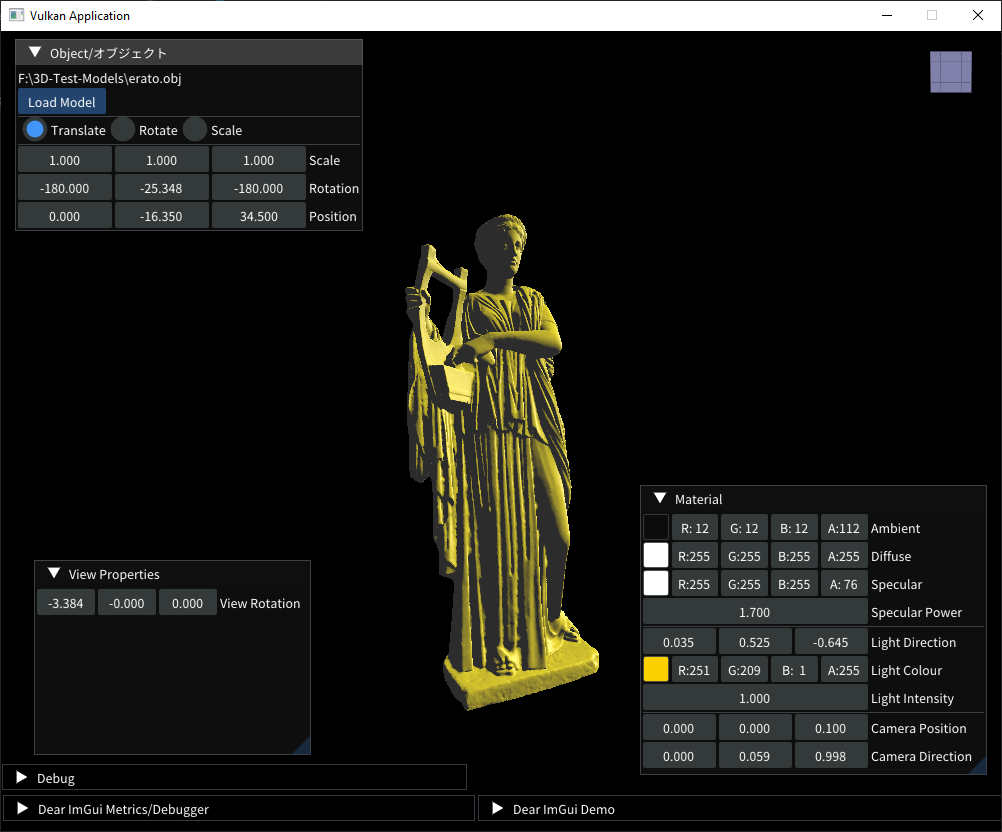 Vulkan Application
Object/オブジェクト
F:\3D-Test-Models\erato.obj
Load Model
Translate Rotate Scale
1.000 1.000 1.000 Scale
-180.000 -25.348 -180.000 Rotation
0.000 -16.350 34.500 Position
Material
R: 12 G: 12 B: 12 A:112 Ambient
R:255 G:255 B:255 A:255 Diffuse
R:255 G:255 B:255 A: 76 Specular
1.700 Specular Power
0.035 0.525 -0.645 Light Direction
R:251 G:209 B: 1 A:255 Light Colour
1.000 Light Intensity
0.000 0.000 0.100 Camera Position
0.000 0.059 0.998 Camera Direction
View Properties
-3.384 -0.000 0.000 View Rotation
Debug
Dear ImGui Metrics/Debugger
Dear ImGui Demo